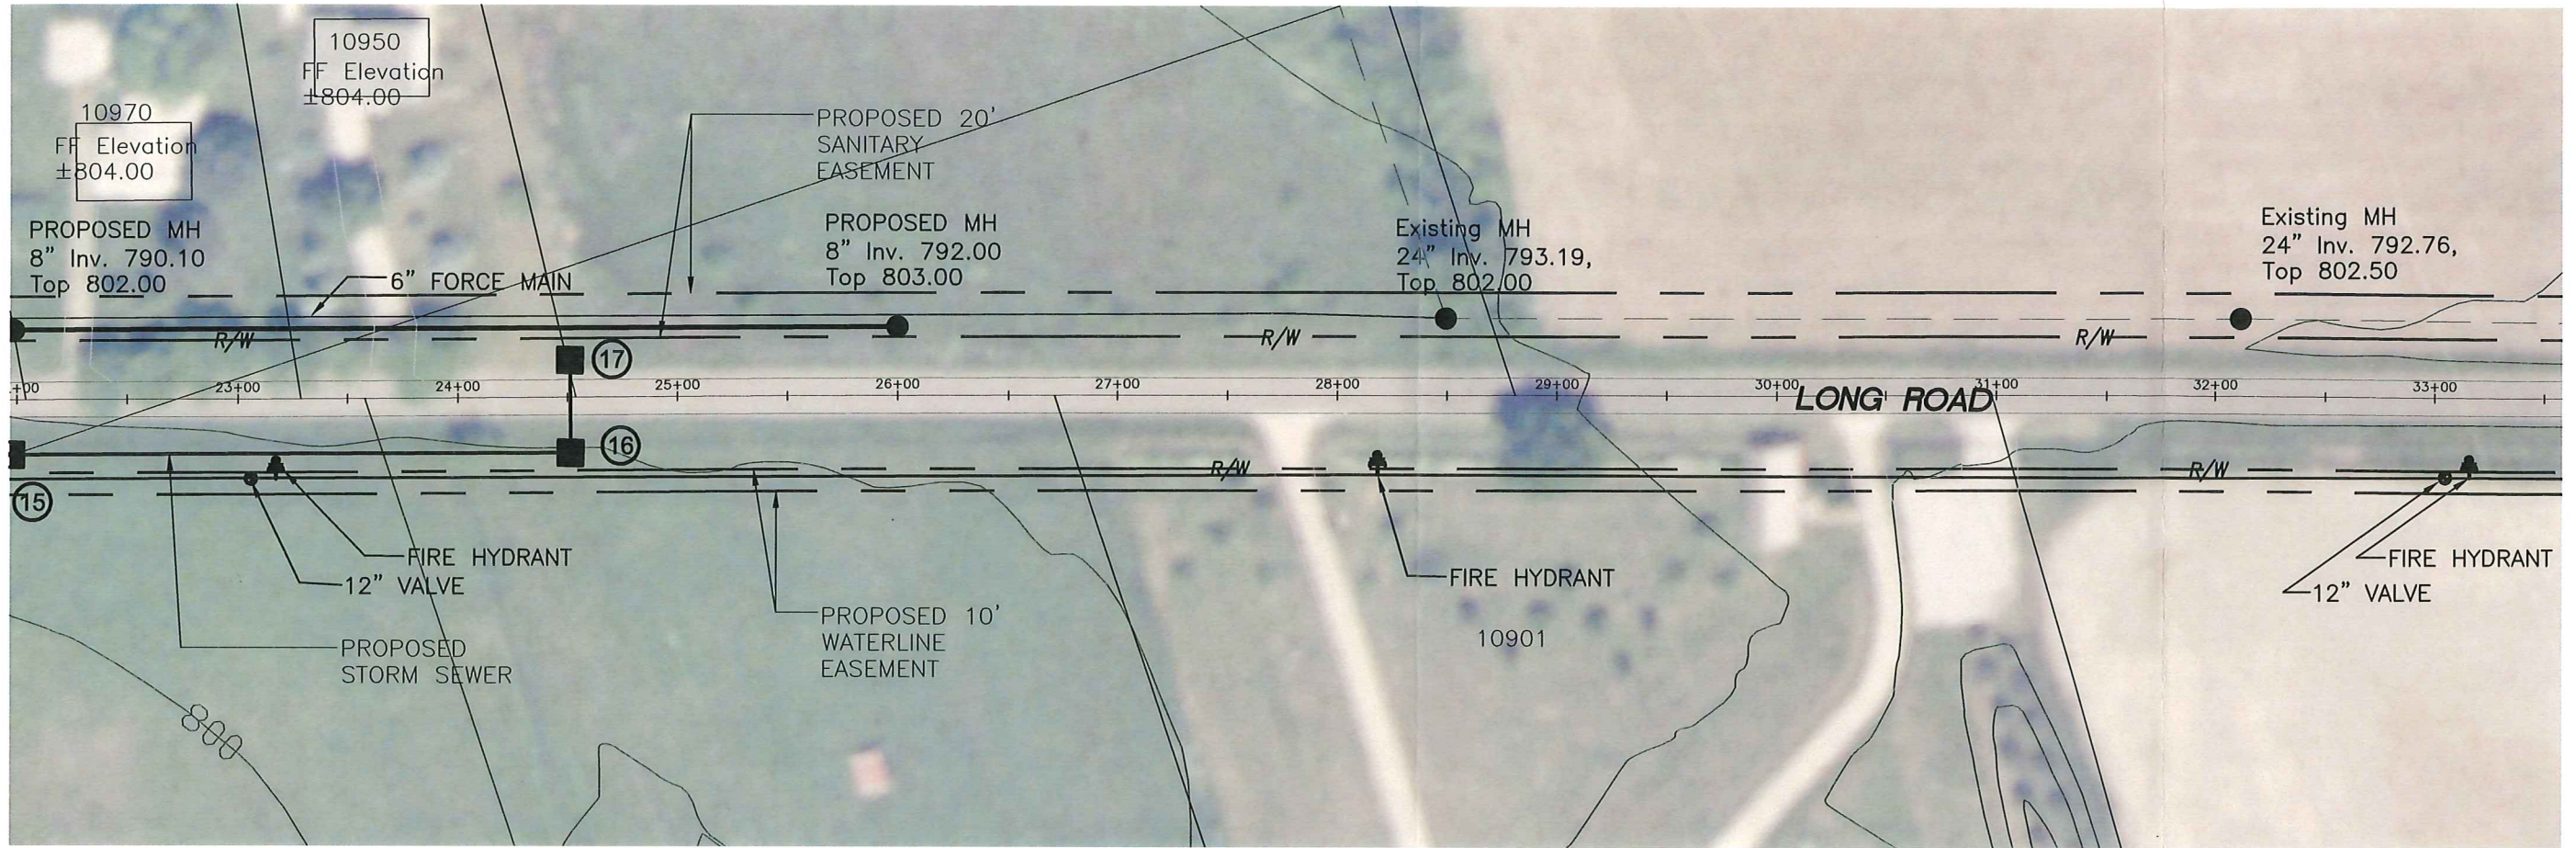 10950
FF Elevation
±804.00
10970
FF Elevation
±804.00
PROPOSED 20'
SANITARY
EASEMENT
PROPOSED MH
8" Inv. 790.10
Top 802.00
6" FORCE MAIN
PROPOSED MH
8" Inv. 792.00
Top 803.00
Existing MH
24" Inv. 793.19,
Top 802.00
Existing MH
24" Inv. 792.76,
Top 802.50
R/W
R/W
R/W
17
+00
23+00
24+00
25+00
26+00
27+00
28+00
29+00
30+00
31+00
32+00
33+00
LONG ROAD
16
R/W
R/W
15
FIRE HYDRANT
12" VALVE
FIRE HYDRANT
FIRE HYDRANT
12" VALVE
PROPOSED
STORM SEWER
PROPOSED 10'
WATERLINE
EASEMENT
10901
800